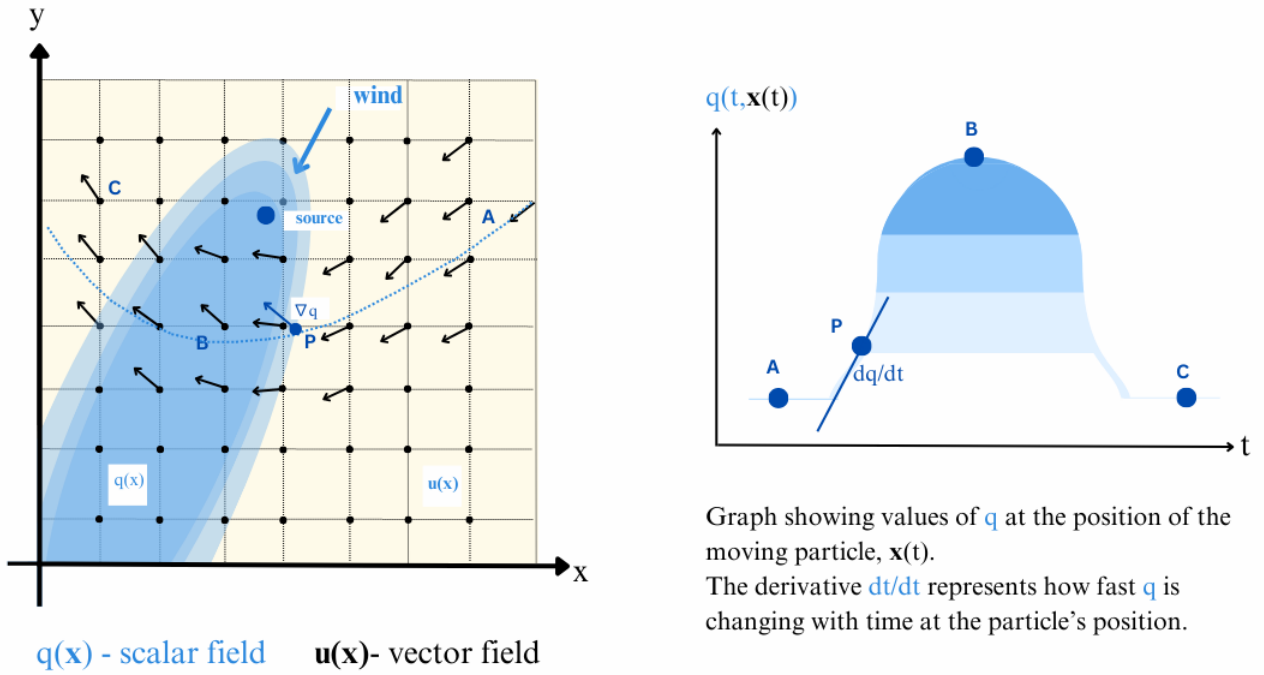 y
wind
C
source
A
∇q
B
P
q(x)
u(x)
x
q(x) - scalar field
u(x)- vector field
q(t,x(t))
B
P
dq/dt
A
C
t
Graph showing values of q at the position of the
moving particle, x(t).
The derivative dt/dt represents how fast q is
changing with time at the particle’s position.